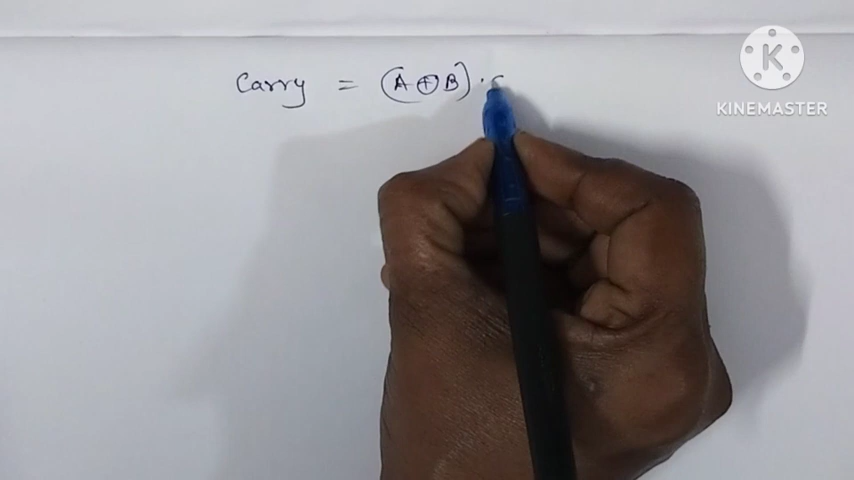 Carry = (A ⊕ B) · c
KINEMASTER